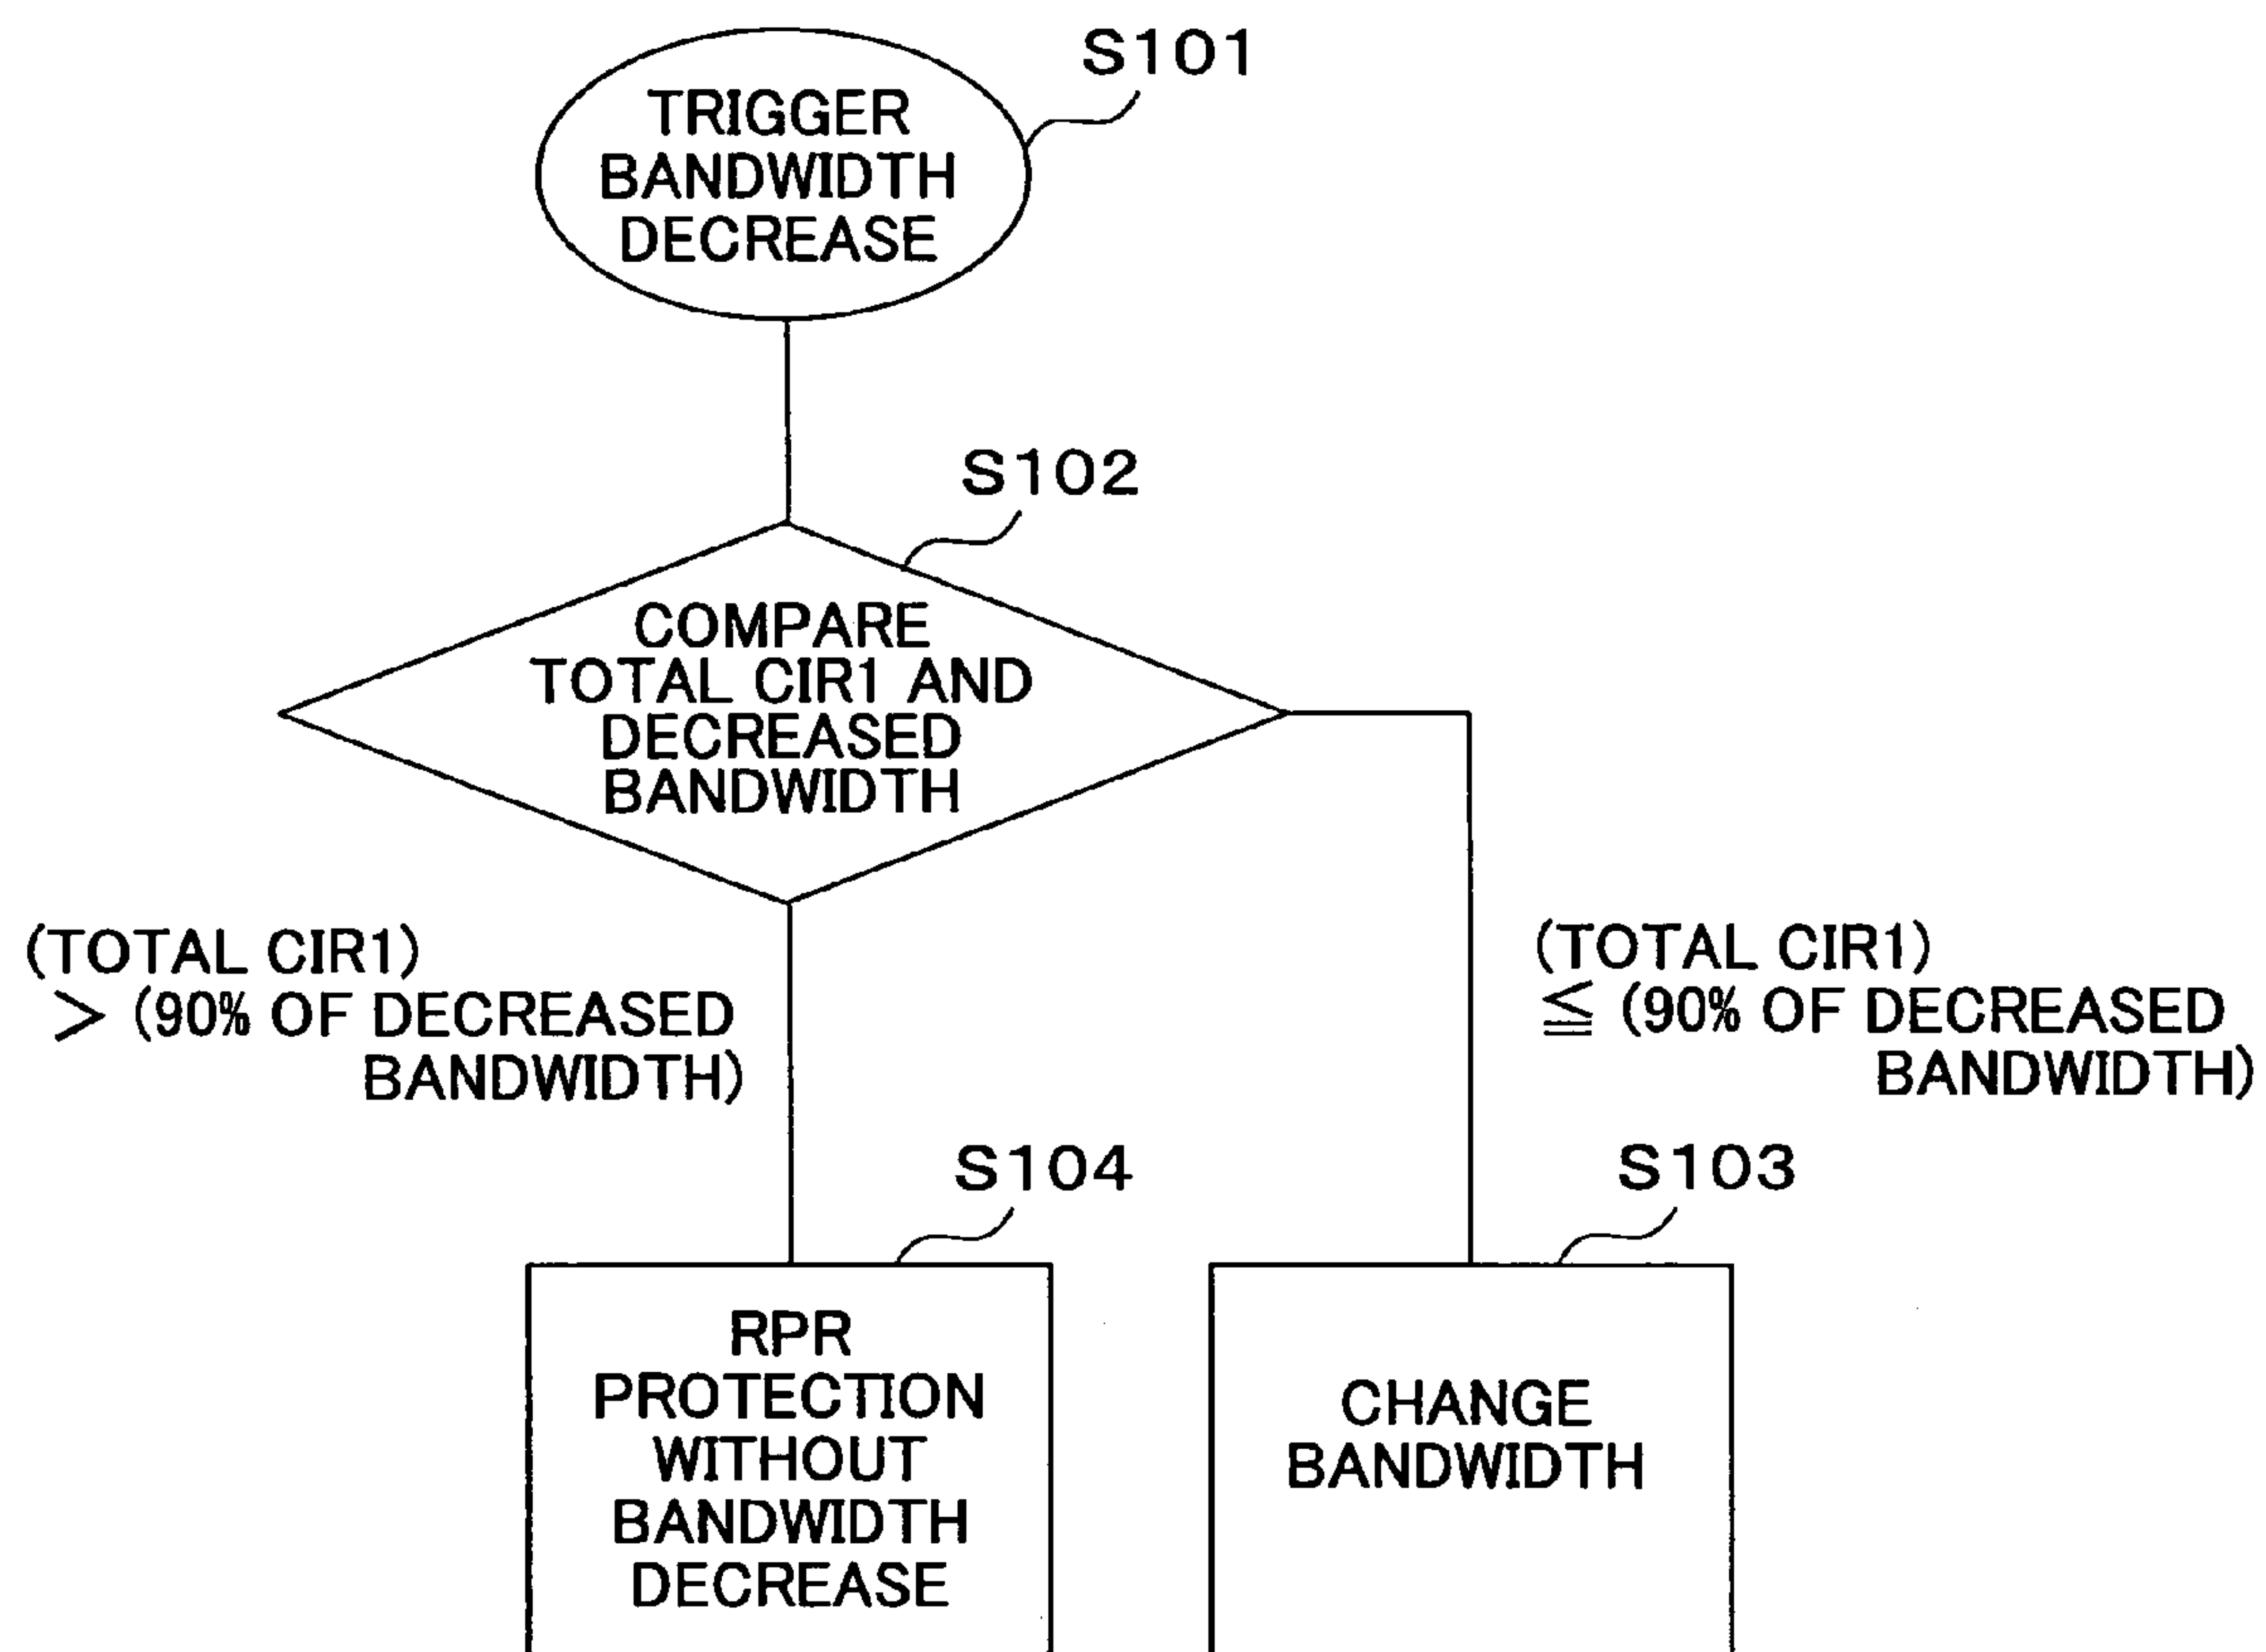 S101
TRIGGER
BANDWIDTH
DECREASE
S102
COMPARE
TOTAL CIR1 AND
DECREASED
BANDWIDTH
(TOTAL CIR1)
> (90% OF DECREASED
BANDWIDTH)
(TOTAL CIR1)
≦ (90% OF DECREASED
BANDWIDTH)
S104
RPR
PROTECTION
WITHOUT
BANDWIDTH
DECREASE
S103
CHANGE
BANDWIDTH